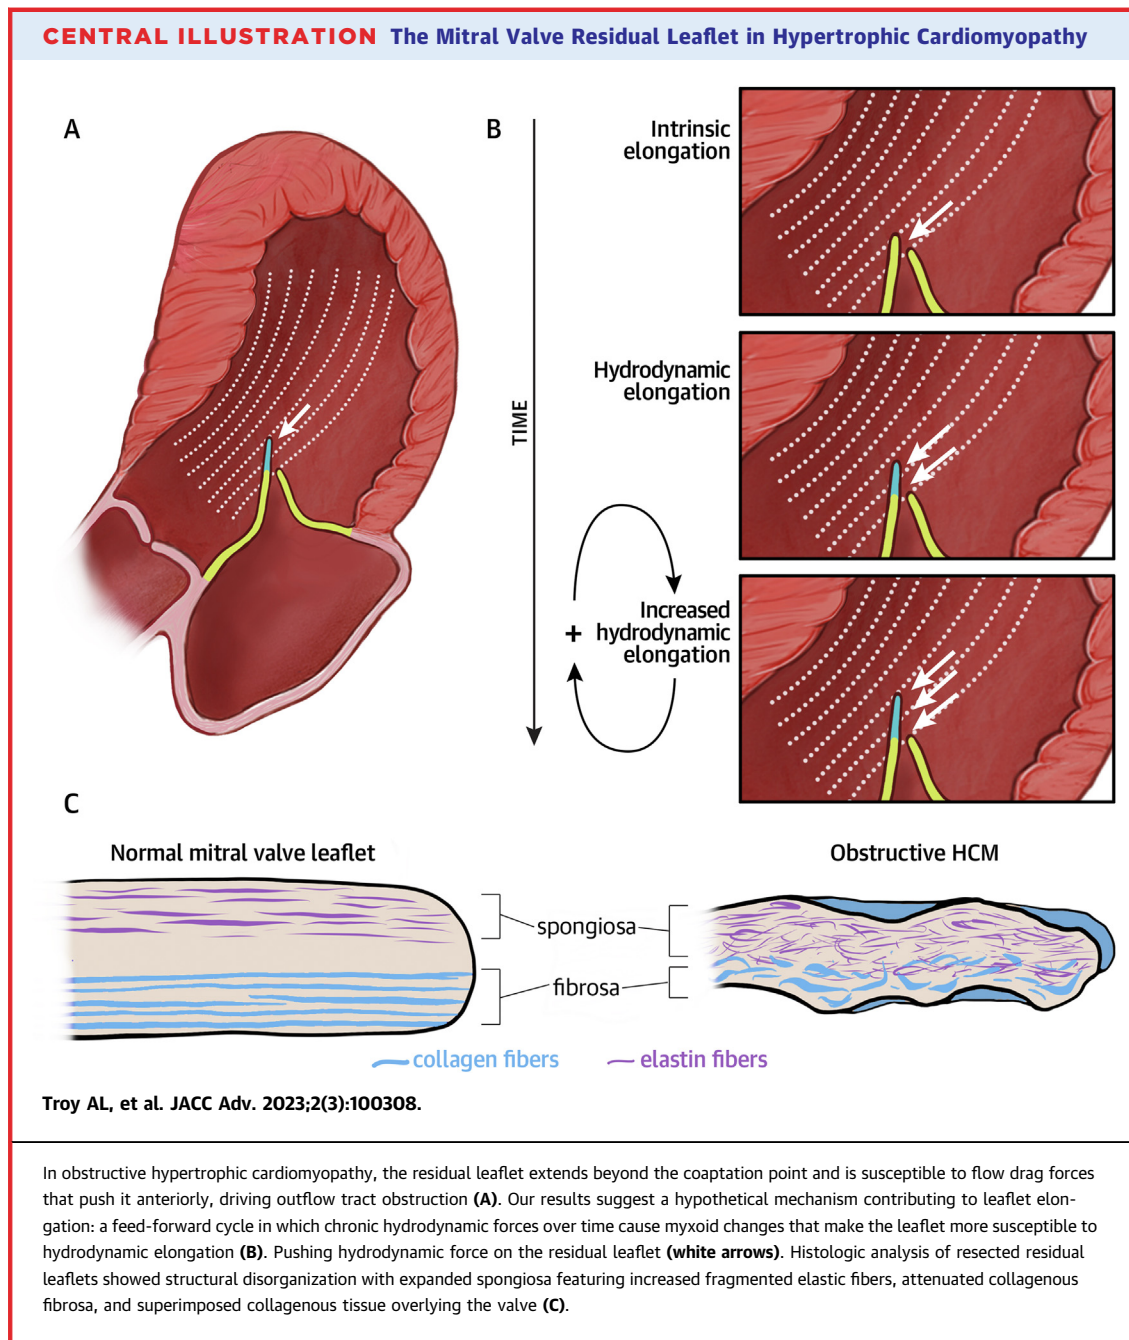 CENTRAL ILLUSTRATION The Mitral Valve Residual Leaflet in Hypertrophic Cardiomyopathy
A
B
TIME
Intrinsic
elongation
Hydrodynamic
elongation
+
Increased
hydrodynamic
elongation
C
Normal mitral valve leaflet
Obstructive HCM
spongiosa
fibrosa
collagen fibers
elastin fibers
Troy AL, et al. JACC Adv. 2023;2(3):100308.
In obstructive hypertrophic cardiomyopathy, the residual leaflet extends beyond the coaptation point and is susceptible to flow drag forces
that push it anteriorly, driving outflow tract obstruction (A). Our results suggest a hypothetical mechanism contributing to leaflet elon-
gation: a feed-forward cycle in which chronic hydrodynamic forces over time cause myxoid changes that make the leaflet more susceptible to
hydrodynamic elongation (B). Pushing hydrodynamic force on the residual leaflet (white arrows). Histologic analysis of resected residual
leaflets showed structural disorganization with expanded spongiosa featuring increased fragmented elastic fibers, attenuated collagenous
fibrosa, and superimposed collagenous tissue overlying the valve (C).